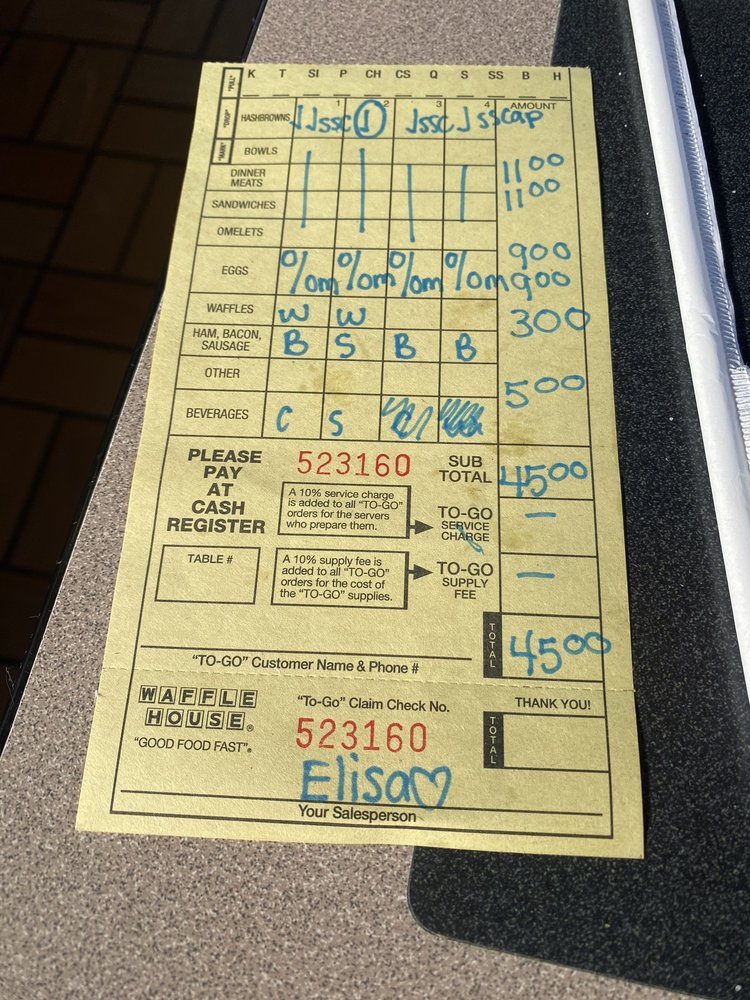 "PULL" K T SI P CH CS Q S SS B H
"DROP" HASHBROWNS 1 2 3 4 AMOUNT
"MARK" BOWLS
DINNER MEATS 1100
SANDWICHES 1100
OMELETS
EGGS %om %om %om %om 900
900
WAFFLES W W 300
HAM, BACON, SAUSAGE B S B B
OTHER 500
BEVERAGES C S
PLEASE PAY AT CASH REGISTER
523160
SUB TOTAL 4500
A 10% service charge
is added to all "TO-GO"
orders for the servers
who prepare them.
TO-GO SERVICE CHARGE —
TABLE #
A 10% supply fee is
added to all "TO-GO"
orders for the cost of
the "TO-GO" supplies.
TO-GO SUPPLY FEE —
TOTAL 4500
"TO-GO" Customer Name & Phone #
WAFFLE HOUSE®
"GOOD FOOD FAST"®
"To-Go" Claim Check No.
523160
THANK YOU!
TOTAL
Elisa♡
Your Salesperson